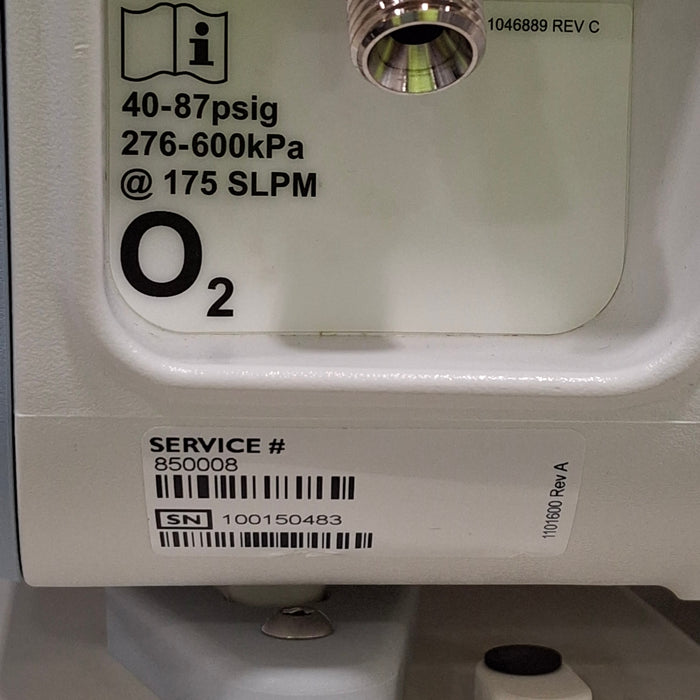 i
1046889 REV C
40-87psig
276-600kPa
@ 175 SLPM
O2
SERVICE #
850008
SN 100150483
1101600 Rev A